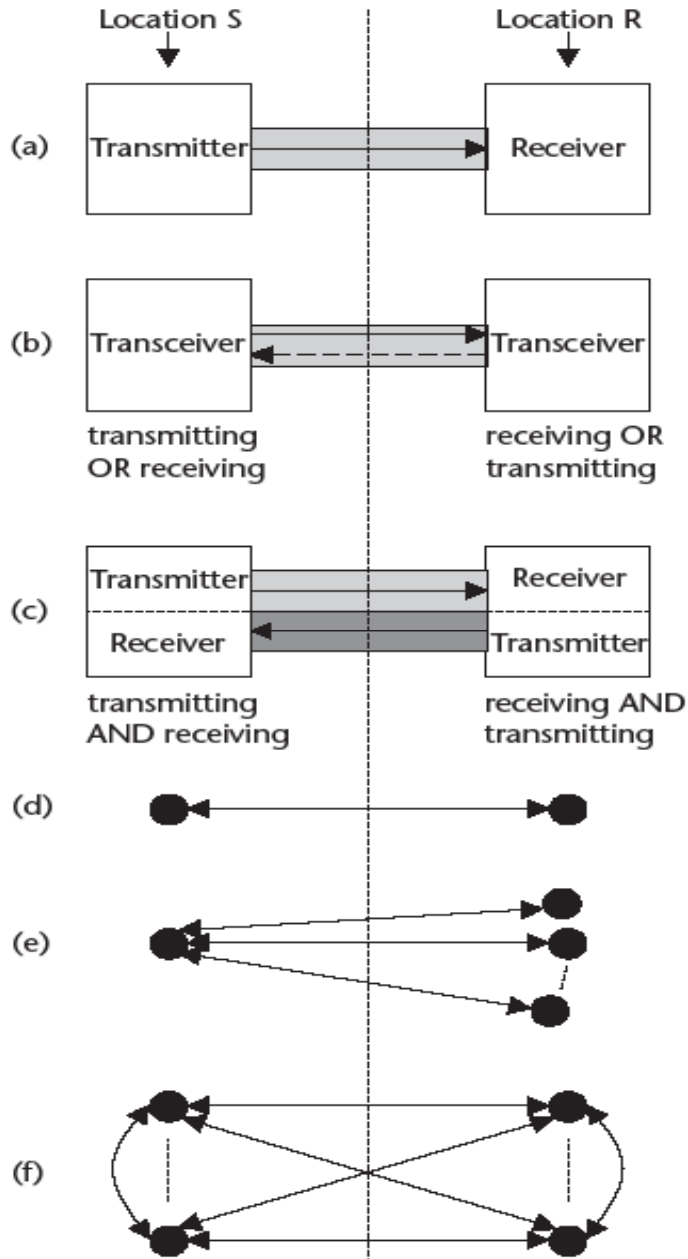 Location S Location R
(a) Transmitter Receiver
(b) Transceiver Transceiver
transmitting receiving OR
OR receiving transmitting
Transmitter Receiver
(c)
Receiver Transmitter
transmitting receiving AND
AND receiving transmitting
(d)
(e)
(f)